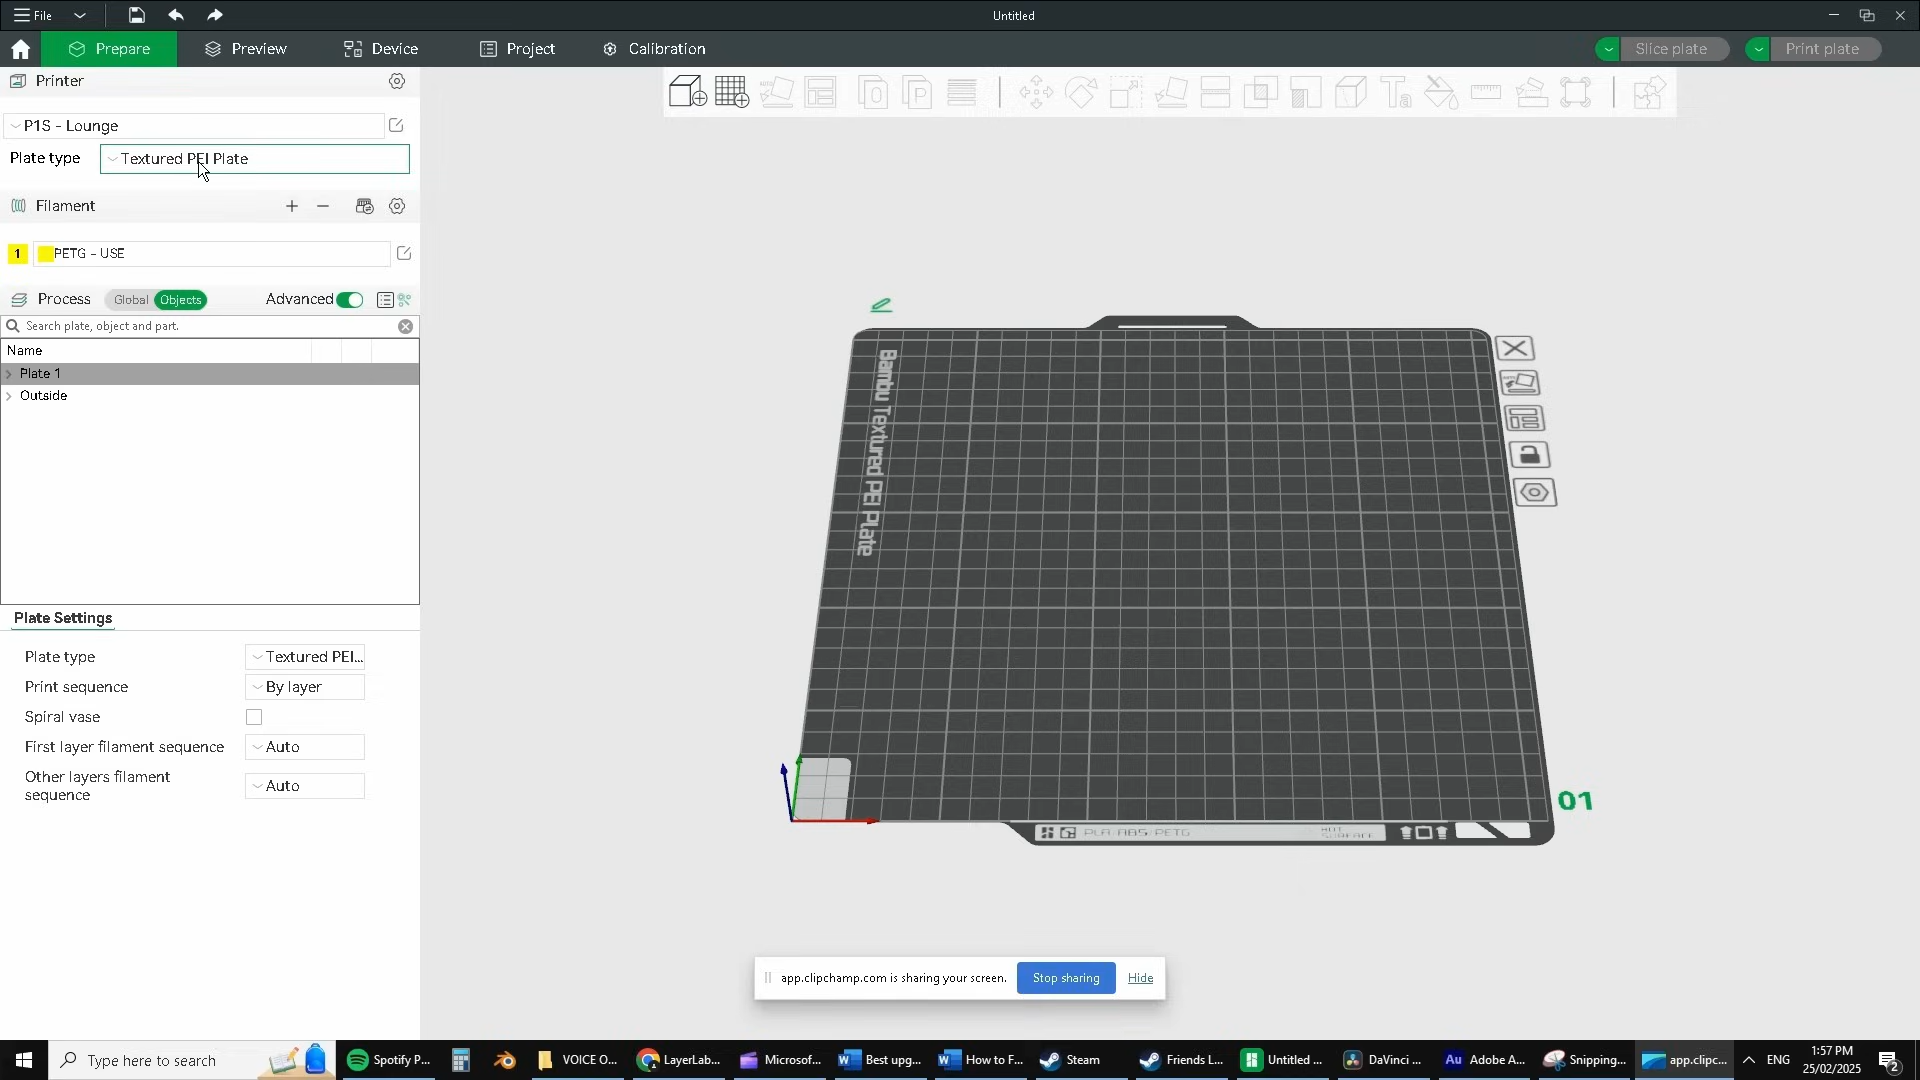 File
Untitled
Prepare
Preview
Device
Project
Calibration
Slice plate
Print plate
Printer
P1S - Lounge
Plate type
Textured PEI Plate
Filament
1
PETG - USE
Process
Global
Objects
Advanced
Search plate, object and part.
Name
Plate 1
Outside
Plate Settings
Plate type
Textured PEI...
Print sequence
By layer
Spiral vase
First layer filament sequence
Auto
Other layers filament
sequence
Auto
Bambu Textured PEI Plate
01
PLA/ABS/PETG
HOT
SURFACE
app.clipchamp.com is sharing your screen.
Stop sharing
Hide
Type here to search
Spotify P...
VOICE O...
LayerLab...
Microsof...
Best upg...
How to F...
Steam
Friends L...
Untitled ...
DaVinci ...
Adobe A...
Snipping...
app.clipc...
ENG
1:57 PM
25/02/2025
2